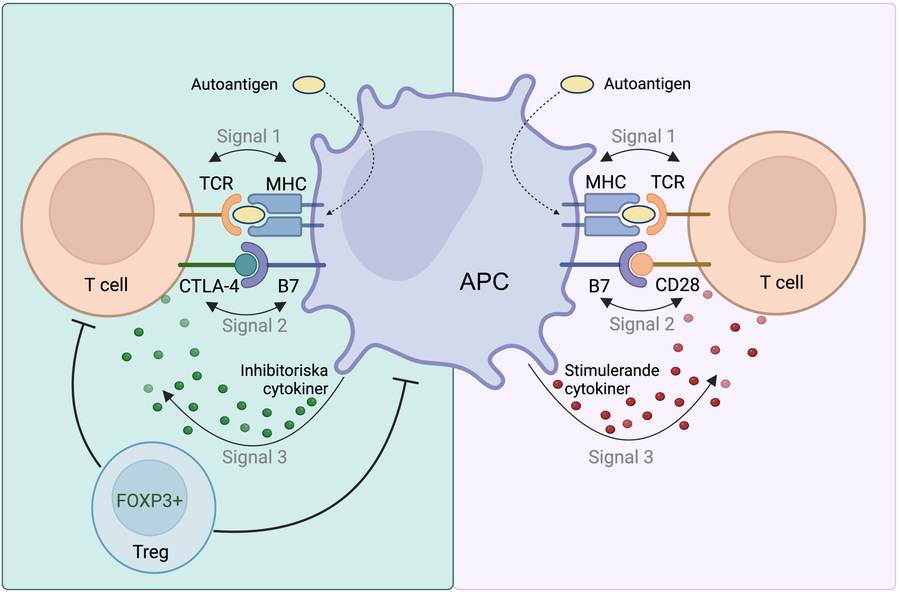 Autoantigen
Signal 1
TCR
MHC
T cell
CTLA-4
B7
Signal 2
Inhibitoriska
cytokiner
Signal 3
FOXP3+
Treg
APC
Autoantigen
Signal 1
MHC
TCR
T cell
B7
CD28
Signal 2
Stimulerande
cytokiner
Signal 3